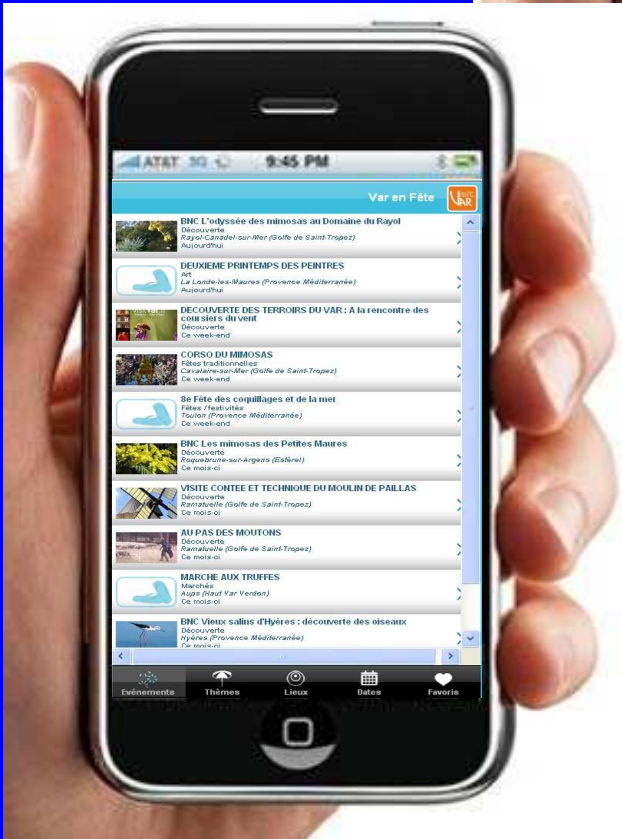 AT&T 3G 9:45 PM
Var en Fête
VISIT VAR
BNC L'odyssée des mimosas au Domaine du Rayol
Découverte
Rayol-Canadel-sur-Mer (Golfe de Saint-Tropez)
Aujourd'hui
DEUXIEME PRINTEMPS DES PEINTRES
Art
La Londe-les-Maures (Provence Méditerranée)
Aujourd'hui
DECOUVERTE DES TERROIRS DU VAR : A la rencontre des
coursiers du vent
Découverte
Ce week-end
CORSO DU MIMOSAS
Fêtes traditionnelles
Cavalaire-sur-Mer (Golfe de Saint-Tropez)
Ce week-end
8e Fête des coquillages et de la mer
Fêtes / festivités
Toulon (Provence Méditerranée)
Ce week-end
BNC Les mimosas des Petites Maures
Découverte
Roquebrune-sur-Argens (Estérel)
Ce mois-ci
VISITE CONTEE ET TECHNIQUE DU MOULIN DE PAILLAS
Découverte
Ramatuelle (Golfe de Saint-Tropez)
Ce mois-ci
AU PAS DES MOUTONS
Découverte
Ramatuelle (Golfe de Saint-Tropez)
Ce mois-ci
MARCHE AUX TRUFFES
Marchés
Aups (Haut Var Verdon)
Ce mois-ci
BNC Vieux salins d'Hyères : découverte des oiseaux
Découverte
Hyères (Provence Méditerranée)
Ce mois-ci
Evénements Thèmes Lieux Dates Favoris